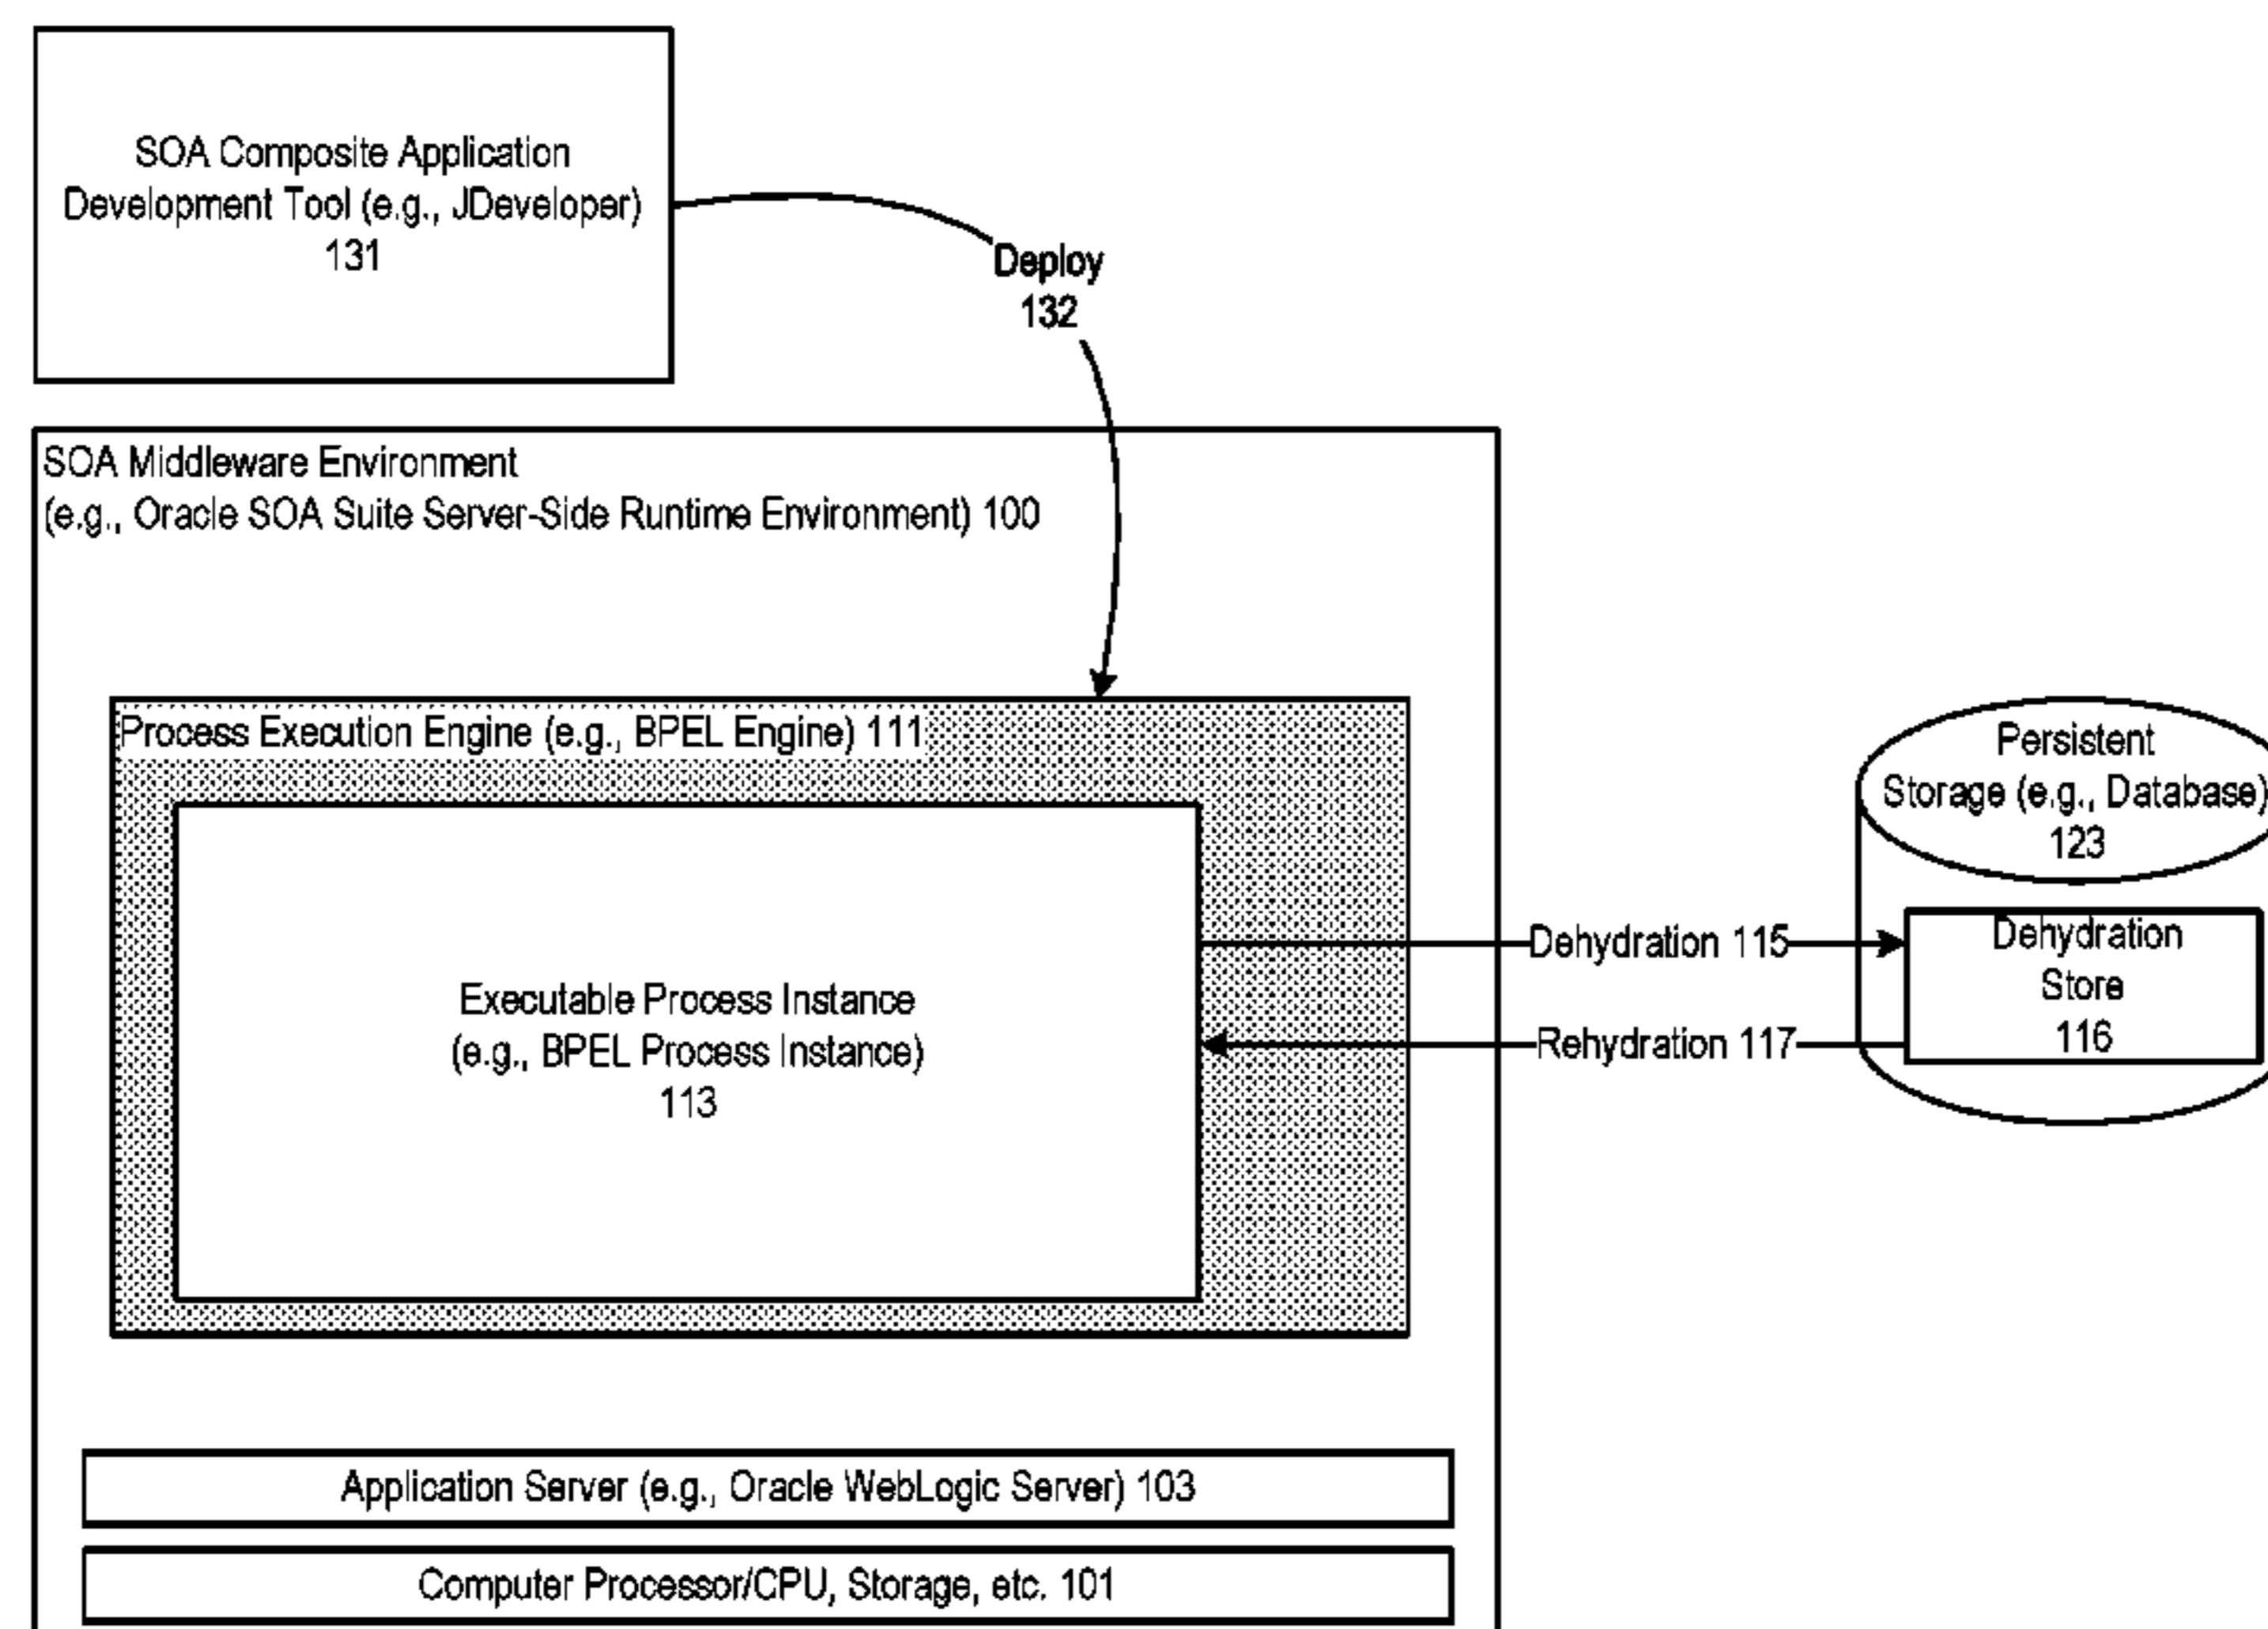 SOA Composite Application
Development Tool (e.g., JDeveloper)
131
Deploy
132
SOA Middleware Environment
(e.g., Oracle SOA Suite Server-Side Runtime Environment) 100
Process Execution Engine (e.g., BPEL Engine) 111
Executable Process Instance
(e.g., BPEL Process Instance)
113
Dehydration 115
Rehydration 117
Persistent
Storage (e.g., Database)
123
Dehydration
Store
116
Application Server (e.g., Oracle WebLogic Server) 103
Computer Processor/CPU, Storage, etc. 101